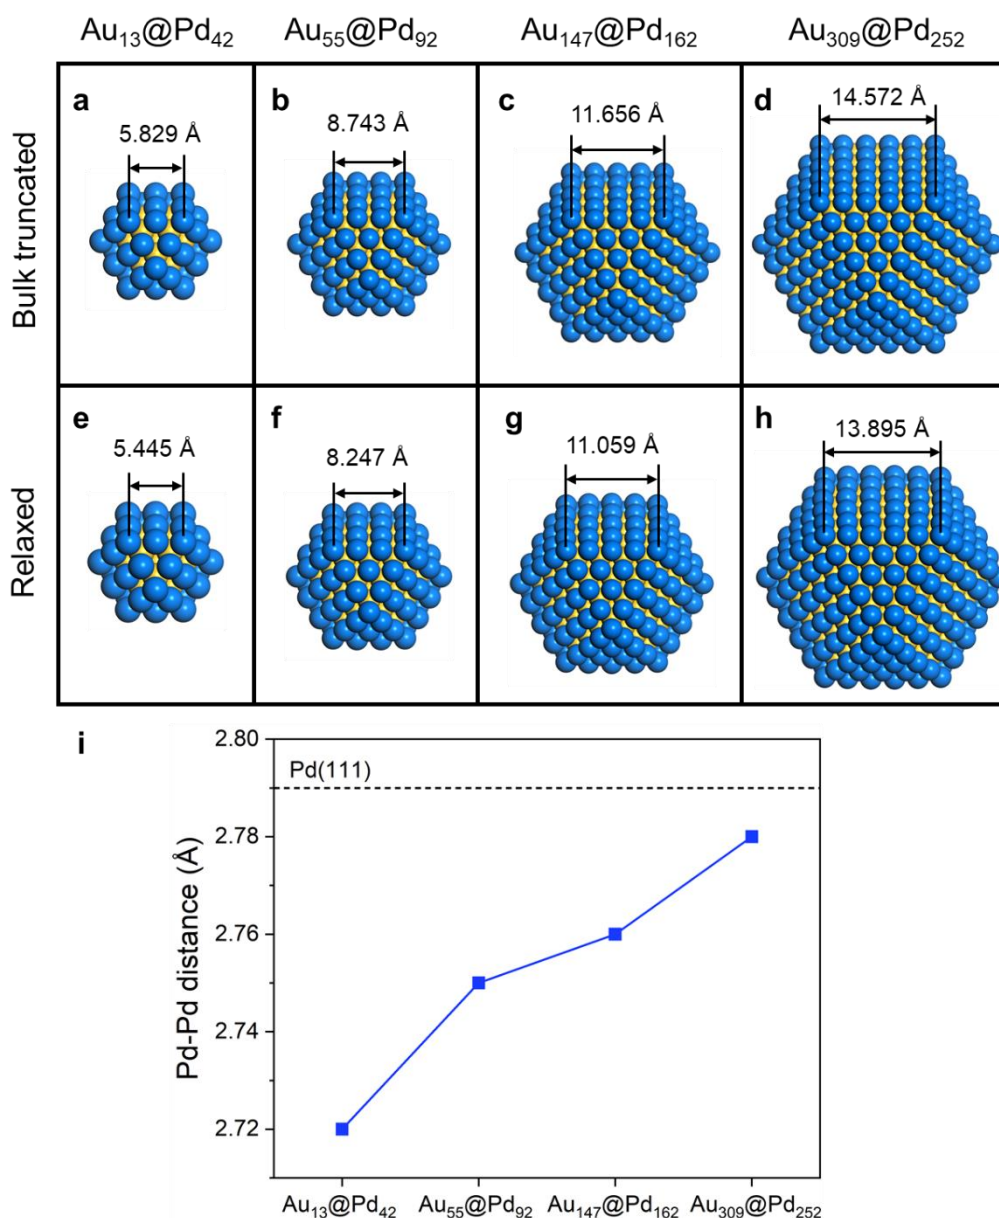 Au₁₃@Pd₄₂ Au₅₅@Pd₉₂ Au₁₄₇@Pd₁₆₂ Au₃₀₉@Pd₂₅₂
Bulk truncated
a b c d
5.829 Å 8.743 Å 11.656 Å 14.572 Å
Relaxed
e f g h
5.445 Å 8.247 Å 11.059 Å 13.895 Å
i
Pd-Pd distance (Å)
2.80
Pd(111)
2.78
2.76
2.74
2.72
Au₁₃@Pd₄₂ Au₅₅@Pd₉₂ Au₁₄₇@Pd₁₆₂ Au₃₀₉@Pd₂₅₂